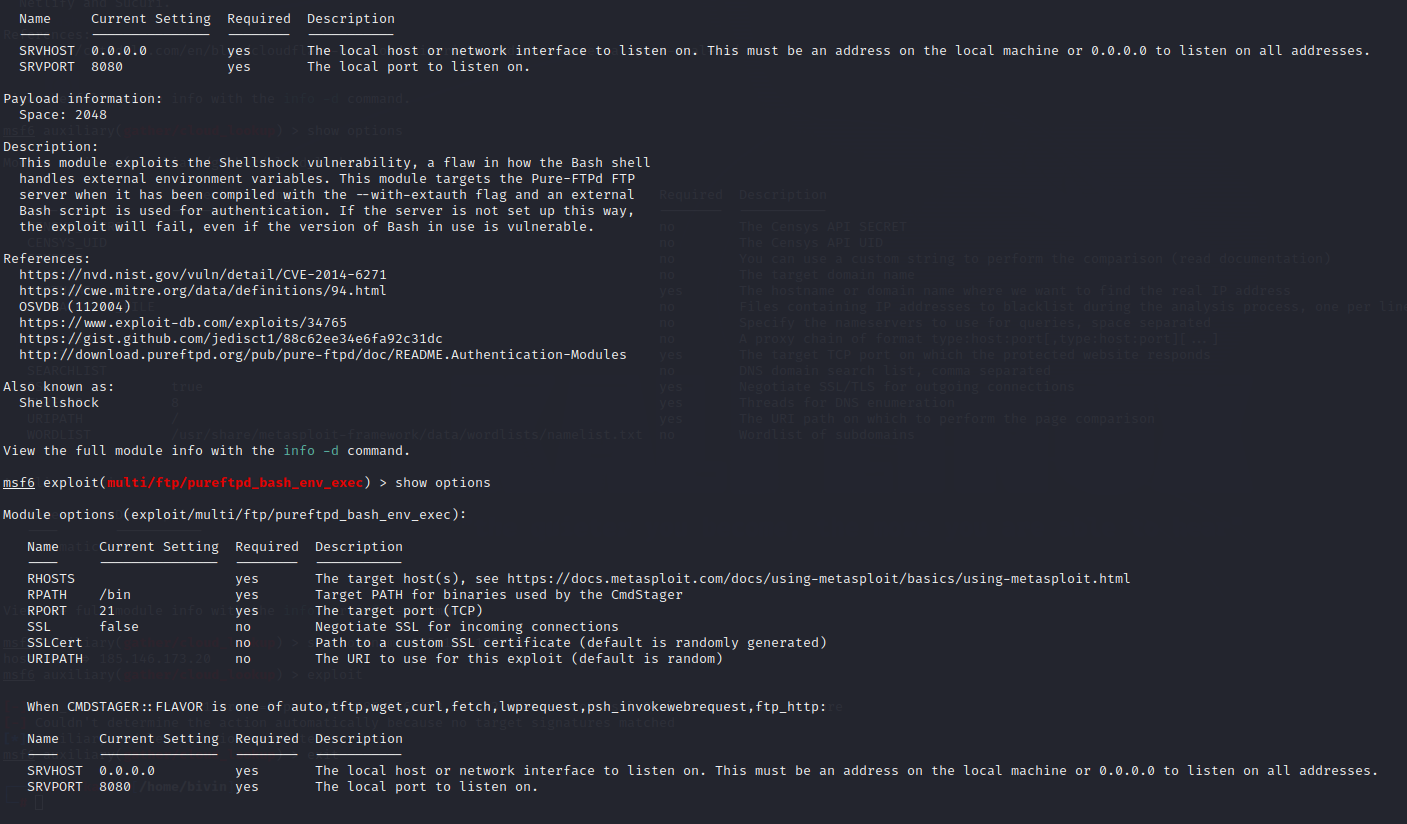 Name     Current Setting  Required  Description
SRVHOST  0.0.0.0          yes       The local host or network interface to listen on. This must be an address on the local machine or 0.0.0.0 to listen on all addresses.
SRVPORT  8080             yes       The local port to listen on.
Payload information:
Space: 2048
Description:
This module exploits the Shellshock vulnerability, a flaw in how the Bash shell
handles external environment variables. This module targets the Pure-FTPd FTP
server when it has been compiled with the --with-extauth flag and an external
Bash script is used for authentication. If the server is not set up this way,
the exploit will fail, even if the version of Bash in use is vulnerable.
References:
https://nvd.nist.gov/vuln/detail/CVE-2014-6271
https://cwe.mitre.org/data/definitions/94.html
OSVDB (112004)
https://www.exploit-db.com/exploits/34765
https://gist.github.com/jedisct1/88c62ee34e6fa92c31dc
http://download.pureftpd.org/pub/pure-ftpd/doc/README.Authentication-Modules
Also known as:
Shellshock
View the full module info with the info -d command.
msf6 exploit(multi/ftp/pureftpd_bash_env_exec) > show options
Module options (exploit/multi/ftp/pureftpd_bash_env_exec):
Name     Current Setting  Required  Description
RHOSTS                    yes       The target host(s), see https://docs.metasploit.com/docs/using-metasploit/basics/using-metasploit.html
RPATH    /bin             yes       Target PATH for binaries used by the CmdStager
RPORT    21               yes       The target port (TCP)
SSL      false            no        Negotiate SSL for incoming connections
SSLCert                   no        Path to a custom SSL certificate (default is randomly generated)
URIPATH                   no        The URI to use for this exploit (default is random)
When CMDSTAGER::FLAVOR is one of auto,tftp,wget,curl,fetch,lwprequest,psh_invokewebrequest,ftp_http:
Name     Current Setting  Required  Description
SRVHOST  0.0.0.0          yes       The local host or network interface to listen on. This must be an address on the local machine or 0.0.0.0 to listen on all addresses.
SRVPORT  8080             yes       The local port to listen on.